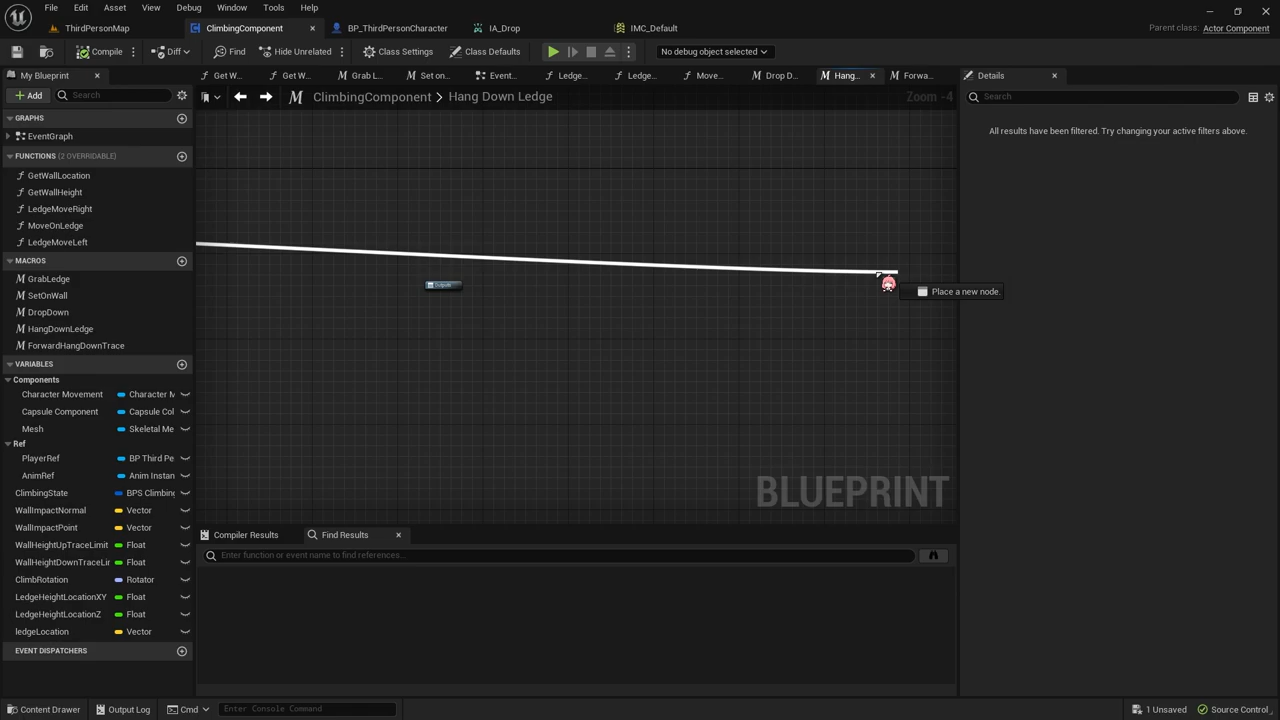 File Edit Asset View Debug Window Tools Help
ThirdPersonMap ClimbingComponent BP_ThirdPersonCharacter IA_Drop IMC_Default
Parent class: Actor Component
Compile Diff Find Hide Unrelated Class Settings Class Defaults No debug object selected
My Blueprint Get W... Get W... Grab L... Set on... Event... Ledge... Ledge... Move... Drop D... Hang... Forwa... Details
Add Search ClimbingComponent > Hang Down Ledge Zoom -4 Search
GRAPHS
All results have been filtered. Try changing your active filters above.
EventGraph
FUNCTIONS (2 OVERRIDABLE)
GetWallLocation
GetWallHeight
LedgeMoveRight
MoveOnLedge
LedgeMoveLeft
MACROS
GrabLedge
SetOnWall
DropDown
HangDownLedge
ForwardHangDownTrace
Outputs
Place a new node.
VARIABLES
Components
Character Movement Character M
Capsule Component Capsule Col
Mesh Skeletal Me
Ref
PlayerRef BP Third Pe
AnimRef Anim Instan
ClimbingState BPS Climbing
WallImpactNormal Vector
WallImpactPoint Vector
WallHeightUpTraceLimit Float
WallHeightDownTraceLir Float
ClimbRotation Rotator
LedgeHeightLocationXY Float
LedgeHeightLocationZ Float
ledgeLocation Vector
EVENT DISPATCHERS
BLUEPRINT
Compiler Results Find Results
Enter function or event name to find references...
Content Drawer Output Log Cmd Enter Console Command 1 Unsaved Source Control